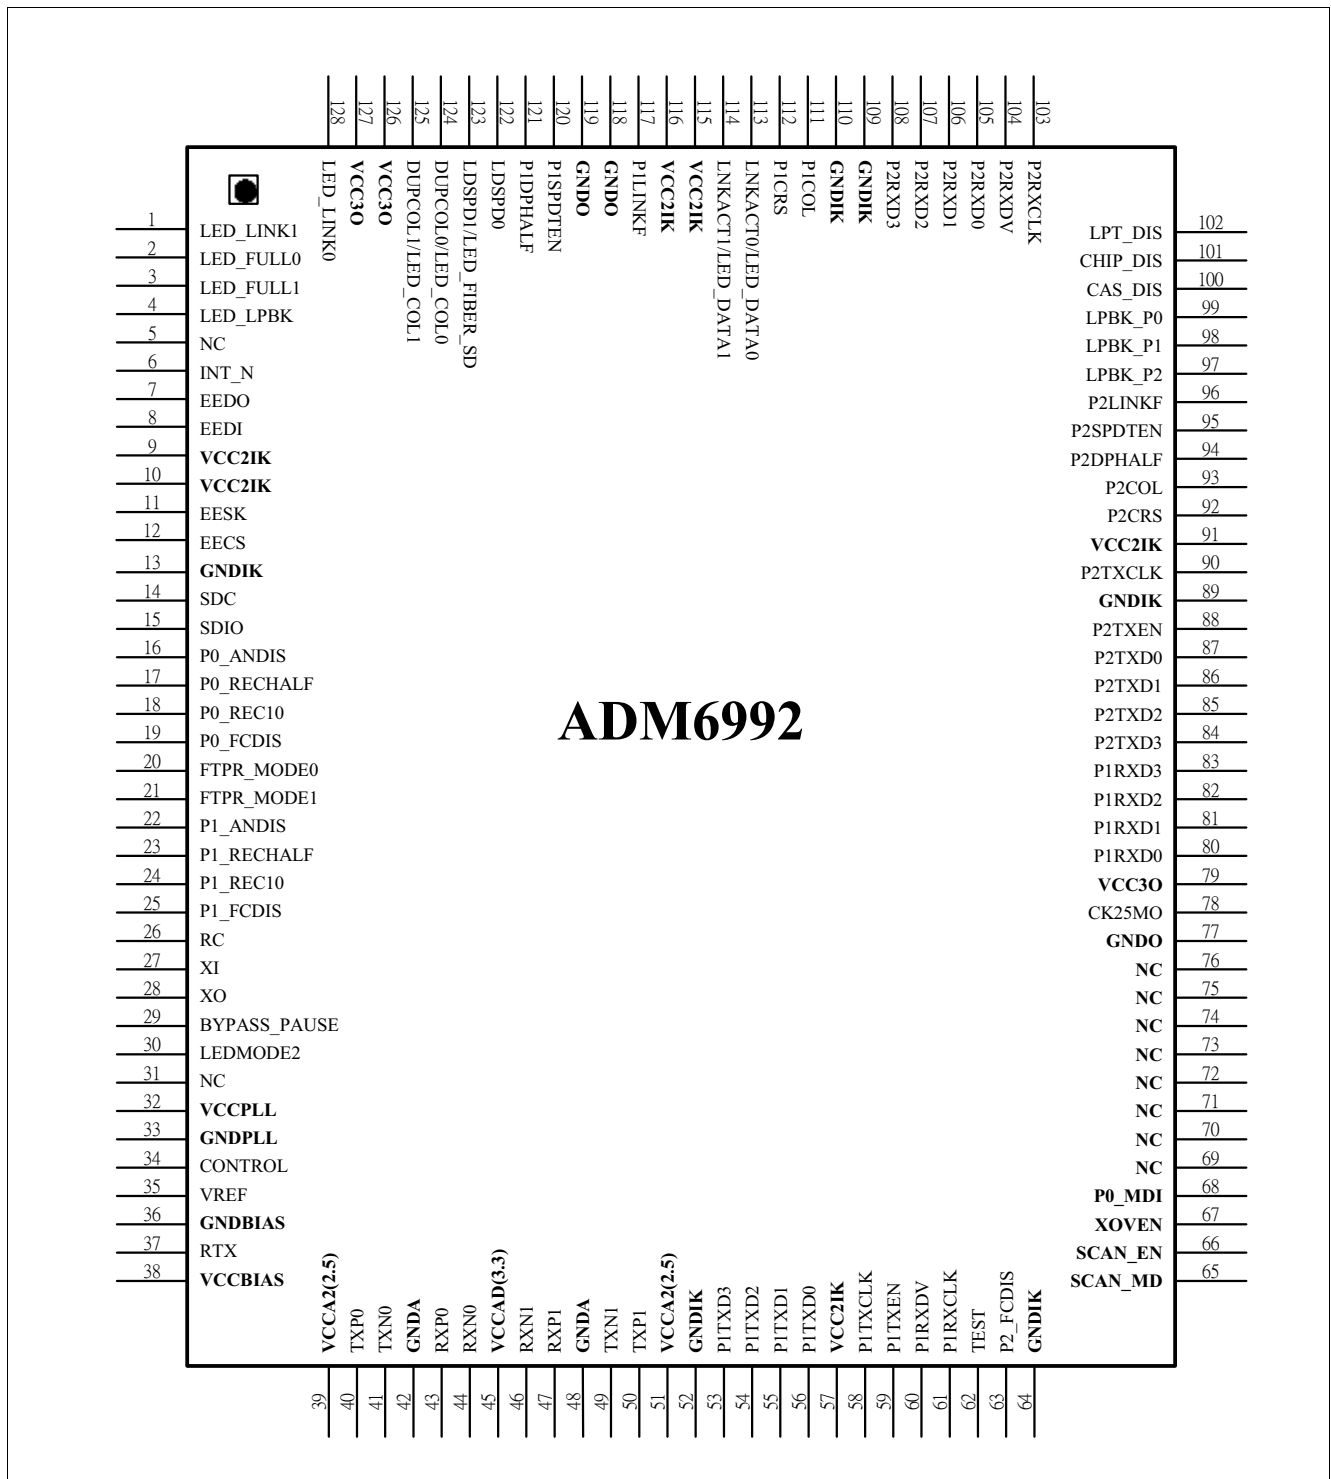 128
127
126
125
124
123
122
121
120
119
118
117
116
115
114
113
112
111
110
109
108
107
106
105
104
103
LED_LINK0
VCC3O
VCC3O
DUPCOL1/LED_COL1
DUPCOL0/LED_COL0
LDSPD1/LED_FIBER_SD
LDSPD0
P1DPHALF
P1SPDTEN
GNDO
GNDO
P1LINKF
VCC2IK
VCC2IK
LNKACT1/LED_DATA1
LNKACT0/LED_DATA0
P1CRS
P1COL
GNDIK
GNDIK
P2RXD3
P2RXD2
P2RXD1
P2RXD0
P2RXDV
P2RXCLK
1 LED_LINK1
2 LED_FULL0
3 LED_FULL1
4 LED_LPBK
5 NC
6 INT_N
7 EEDO
8 EEDI
9 VCC2IK
10 VCC2IK
11 EESK
12 EECS
13 GNDIK
14 SDC
15 SDIO
16 P0_ANDIS
17 P0_RECHALF
18 P0_REC10
19 P0_FCDIS
20 FTPR_MODE0
21 FTPR_MODE1
22 P1_ANDIS
23 P1_RECHALF
24 P1_REC10
25 P1_FCDIS
26 RC
27 XI
28 XO
29 BYPASS_PAUSE
30 LEDMODE2
31 NC
32 VCCPLL
33 GNDPLL
34 CONTROL
35 VREF
36 GNDBIAS
37 RTX
38 VCCBIAS
ADM6992
LPT_DIS 102
CHIP_DIS 101
CAS_DIS 100
LPBK_P0 99
LPBK_P1 98
LPBK_P2 97
P2LINKF 96
P2SPDTEN 95
P2DPHALF 94
P2COL 93
P2CRS 92
VCC2IK 91
P2TXCLK 90
GNDIK 89
P2TXEN 88
P2TXD0 87
P2TXD1 86
P2TXD2 85
P2TXD3 84
P1RXD3 83
P1RXD2 82
P1RXD1 81
P1RXD0 80
VCC3O 79
CK25MO 78
GNDO 77
NC 76
NC 75
NC 74
NC 73
NC 72
NC 71
NC 70
NC 69
P0_MDI 68
XOVEN 67
SCAN_EN 66
SCAN_MD 65
VCCA2(2.5)
TXP0
TXN0
GNDA
RXP0
RXN0
VCCAD(3.3)
RXN1
RXP1
GNDA
TXN1
TXP1
VCCA2(2.5)
GNDIK
P1TXD3
P1TXD2
P1TXD1
P1TXD0
VCC2IK
P1TXCLK
P1TXEN
P1RXDV
P1RXCLK
TEST
P2_FCDIS
GNDIK
39
40
41
42
43
44
45
46
47
48
49
50
51
52
53
54
55
56
57
58
59
60
61
62
63
64